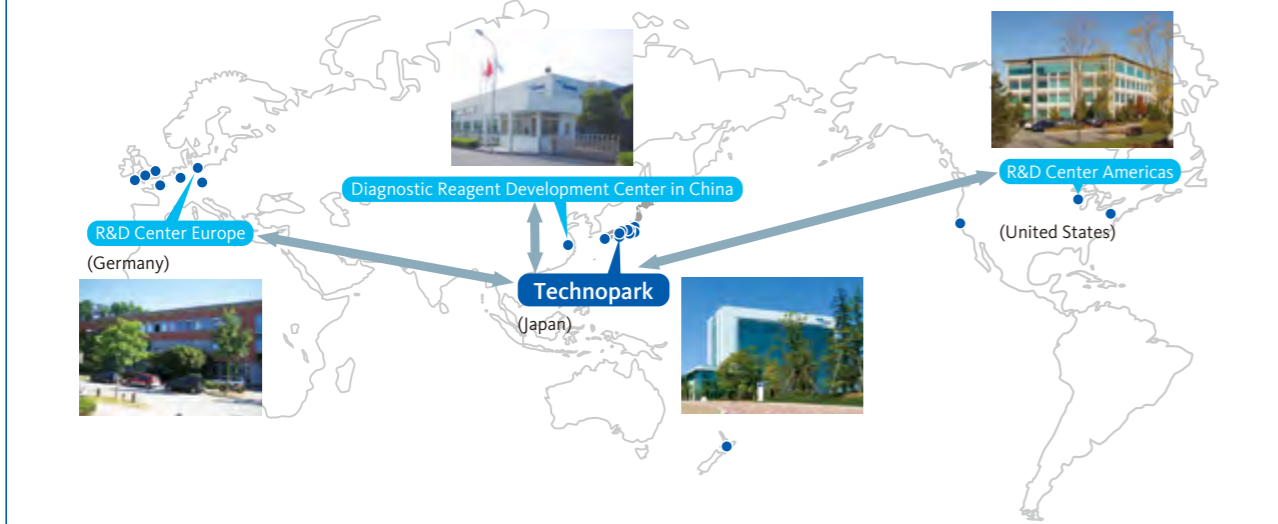 Diagnostic Reagent Development Center in China
R&D Center Americas
(United States)
R&D Center Europe
(Germany)
Technopark
(Japan)